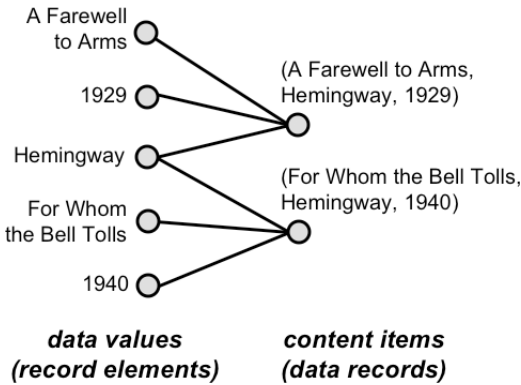 A Farewell
to Arms
1929
Hemingway
For Whom
the Bell Tolls
1940
(A Farewell to Arms,
Hemingway, 1929)
(For Whom the Bell Tolls,
Hemingway, 1940)
data values
(record elements)
content items
(data records)